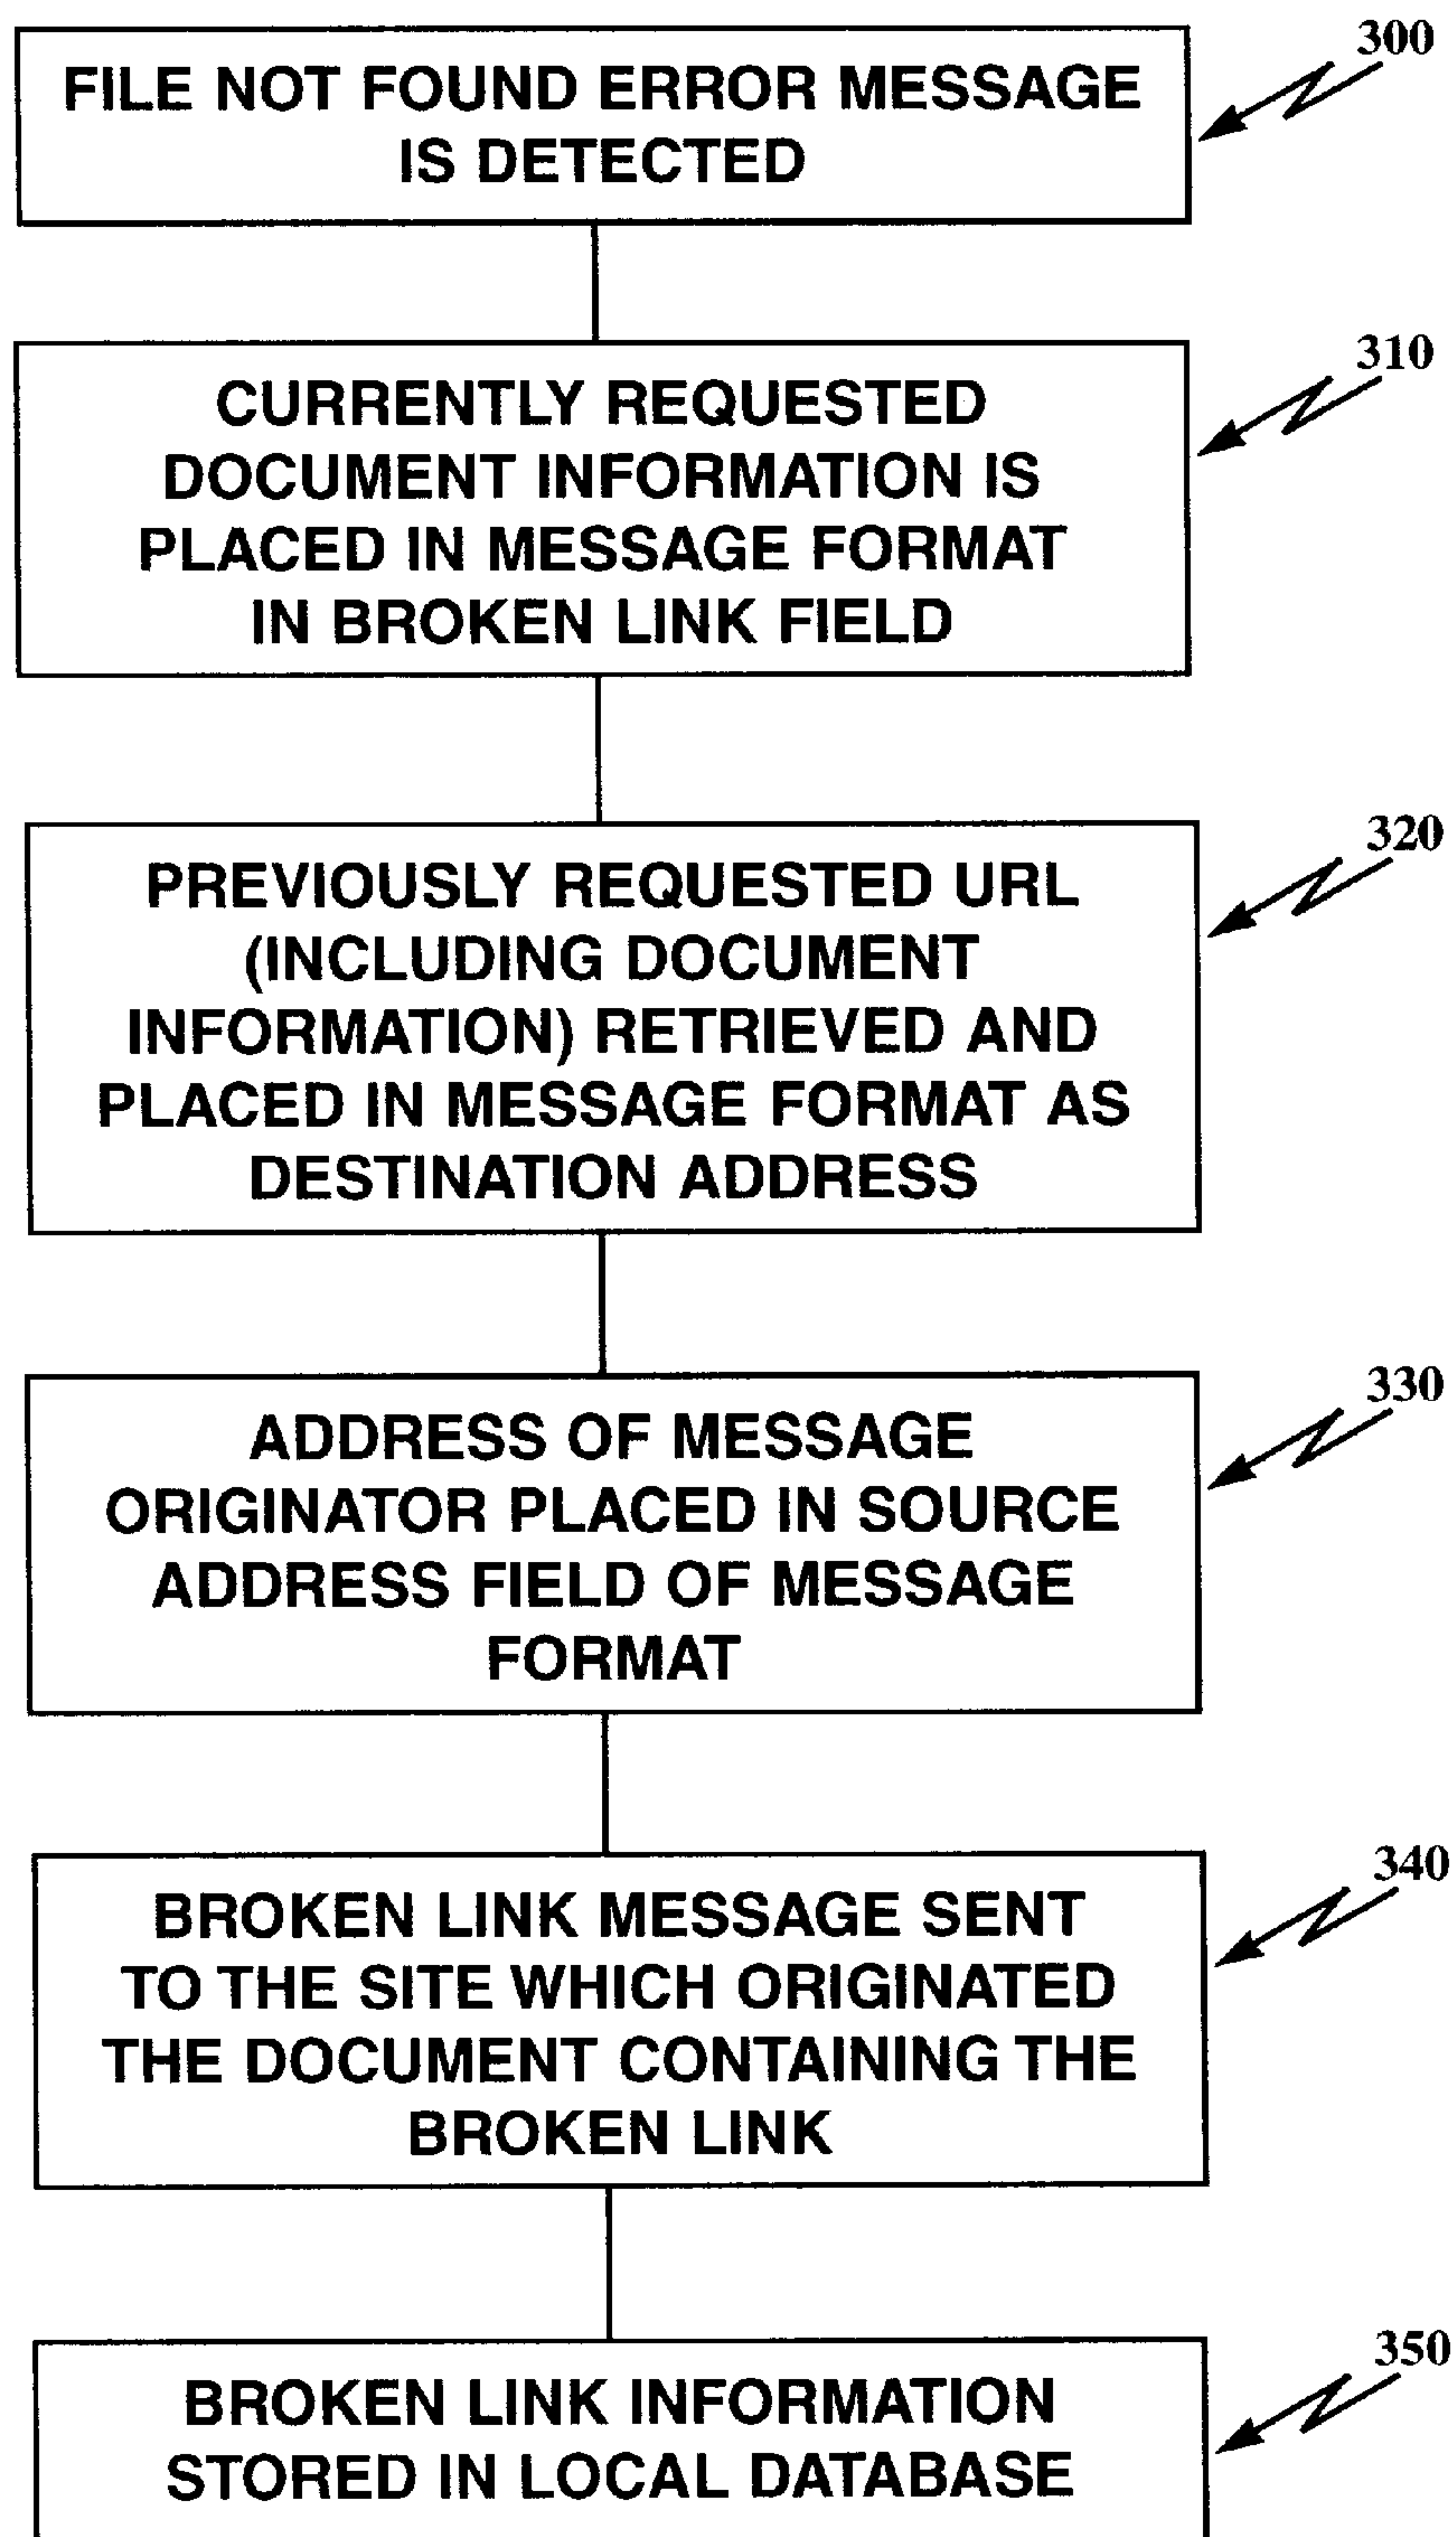 300
FILE NOT FOUND ERROR MESSAGE
IS DETECTED
310
CURRENTLY REQUESTED
DOCUMENT INFORMATION IS
PLACED IN MESSAGE FORMAT
IN BROKEN LINK FIELD
320
PREVIOUSLY REQUESTED URL
(INCLUDING DOCUMENT
INFORMATION) RETRIEVED AND
PLACED IN MESSAGE FORMAT AS
DESTINATION ADDRESS
330
ADDRESS OF MESSAGE
ORIGINATOR PLACED IN SOURCE
ADDRESS FIELD OF MESSAGE
FORMAT
340
BROKEN LINK MESSAGE SENT
TO THE SITE WHICH ORIGINATED
THE DOCUMENT CONTAINING THE
BROKEN LINK
350
BROKEN LINK INFORMATION
STORED IN LOCAL DATABASE